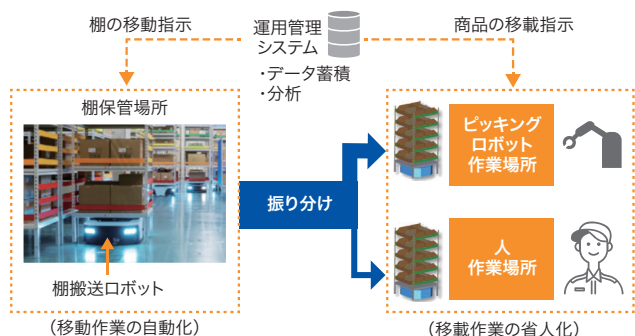 棚の移動指示
運用管理
システム
・データ蓄積
・分析
商品の移載指示
棚保管場所
棚搬送ロボット
（移動作業の自動化）
振り分け
ピッキング
ロボット
作業場所
人
作業場所
（移載作業の省人化）